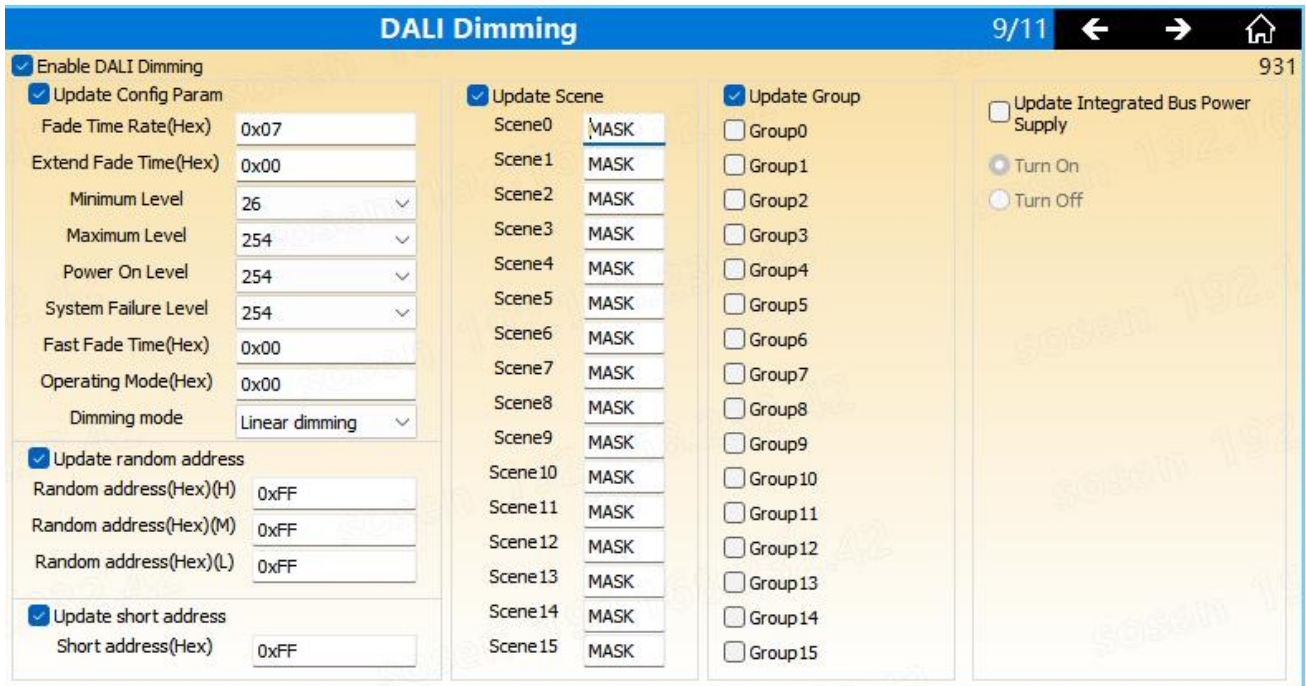 DALI Dimming 9/11
Enable DALI Dimming 931
Update Config Param
Fade Time Rate(Hex) 0x07
Extend Fade Time(Hex) 0x00
Minimum Level 26
Maximum Level 254
Power On Level 254
System Failure Level 254
Fast Fade Time(Hex) 0x00
Operating Mode(Hex) 0x00
Dimming mode Linear dimming
Update random address
Random address(Hex)(H) 0xFF
Random address(Hex)(M) 0xFF
Random address(Hex)(L) 0xFF
Update short address
Short address(Hex) 0xFF
Update Scene
Scene0 MASK
Scene1 MASK
Scene2 MASK
Scene3 MASK
Scene4 MASK
Scene5 MASK
Scene6 MASK
Scene7 MASK
Scene8 MASK
Scene9 MASK
Scene10 MASK
Scene11 MASK
Scene12 MASK
Scene13 MASK
Scene14 MASK
Scene15 MASK
Update Group
Group0
Group1
Group2
Group3
Group4
Group5
Group6
Group7
Group8
Group9
Group10
Group11
Group12
Group13
Group14
Group15
Update Integrated Bus Power
Supply
Turn On
Turn Off